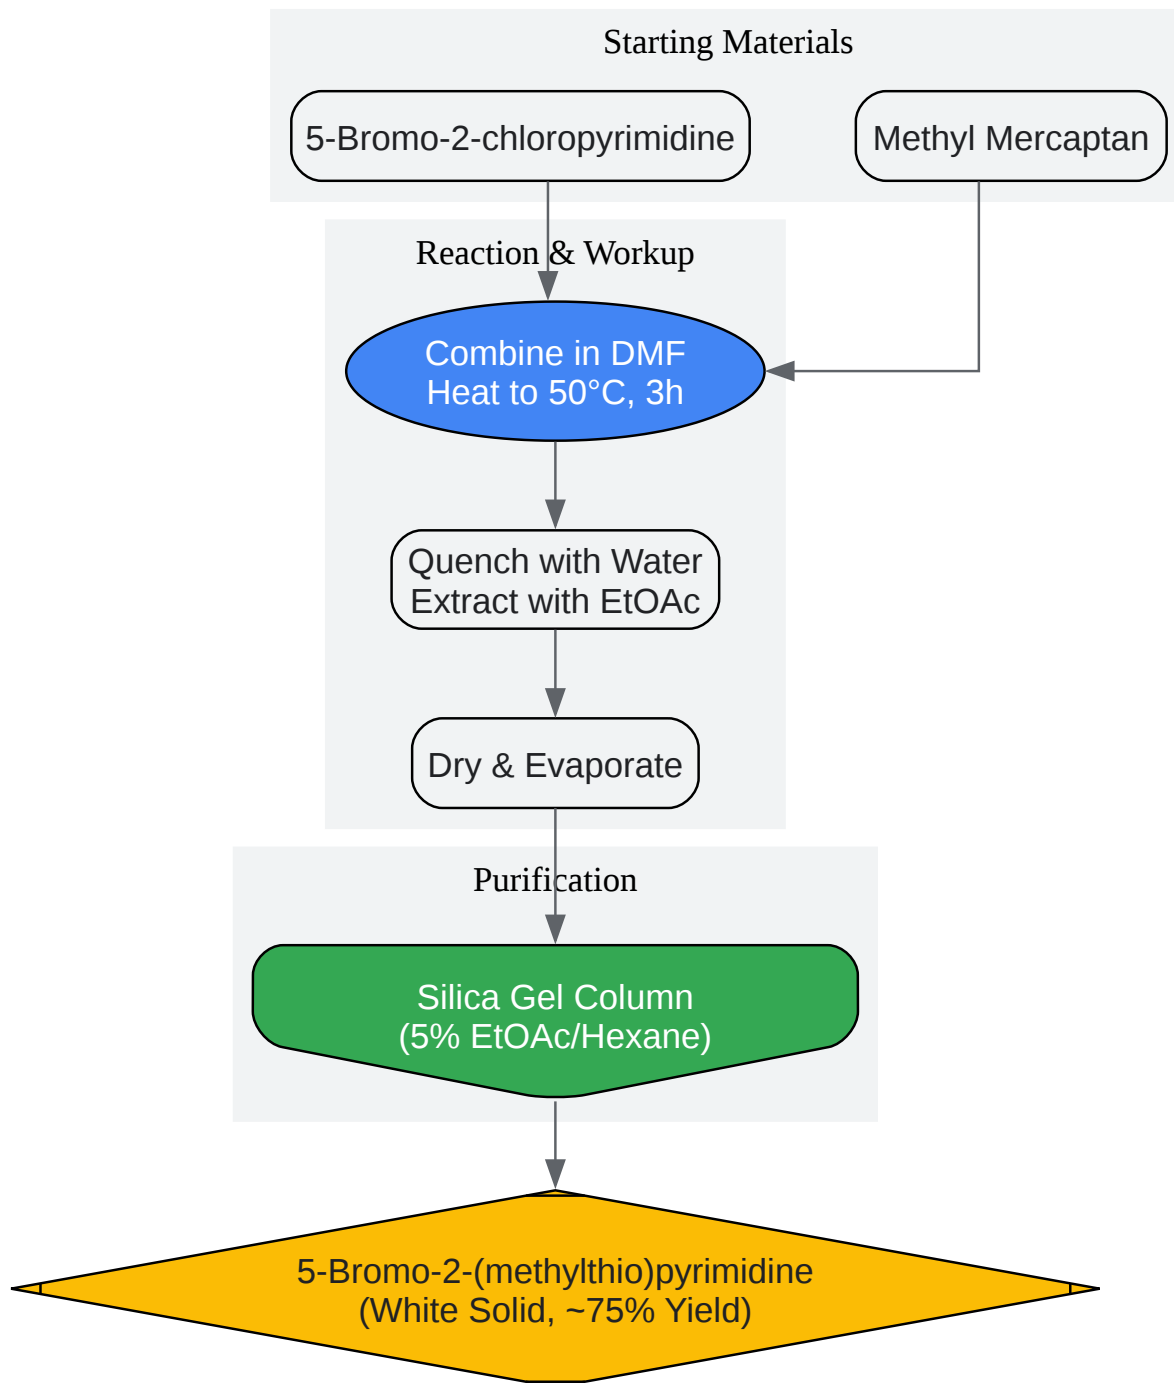 Starting Materials
5-Bromo-2-chloropyrimidine
Methyl Mercaptan
Reaction & Workup
Combine in DMF
Heat to 50°C, 3h
Quench with Water
Extract with EtOAc
Dry & Evaporate
Purification
Silica Gel Column
(5% EtOAc/Hexane)
5-Bromo-2-(methylthio)pyrimidine
(White Solid, ~75% Yield)